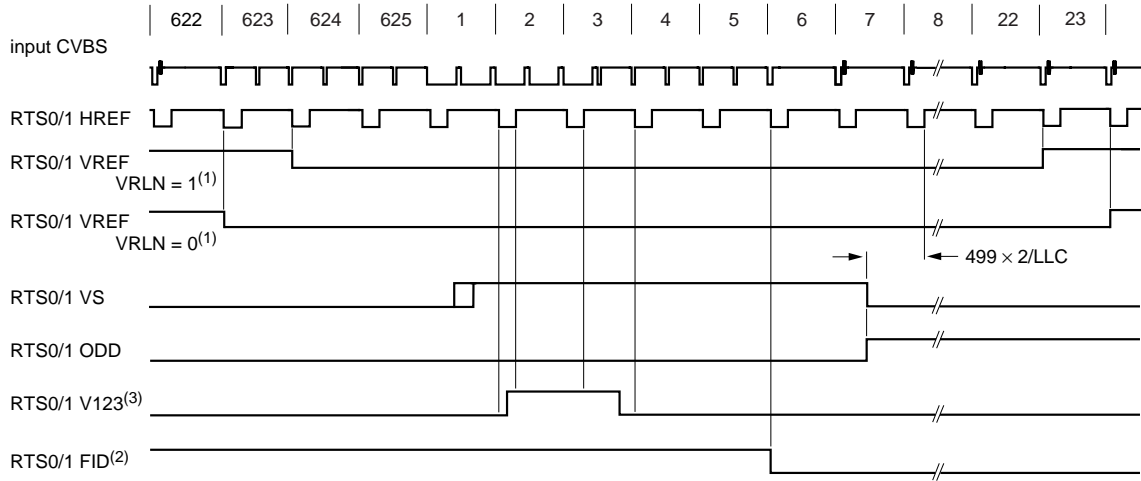 622 623 624 625 1 2 3 4 5 6 7 8 22 23
input CVBS
RTS0/1 HREF
RTS0/1 VREF
VRLN = 1(1)
RTS0/1 VREF
VRLN = 0(1)
499 × 2/LLC
RTS0/1 VS
RTS0/1 ODD
RTS0/1 V123(3)
RTS0/1 FID(2)